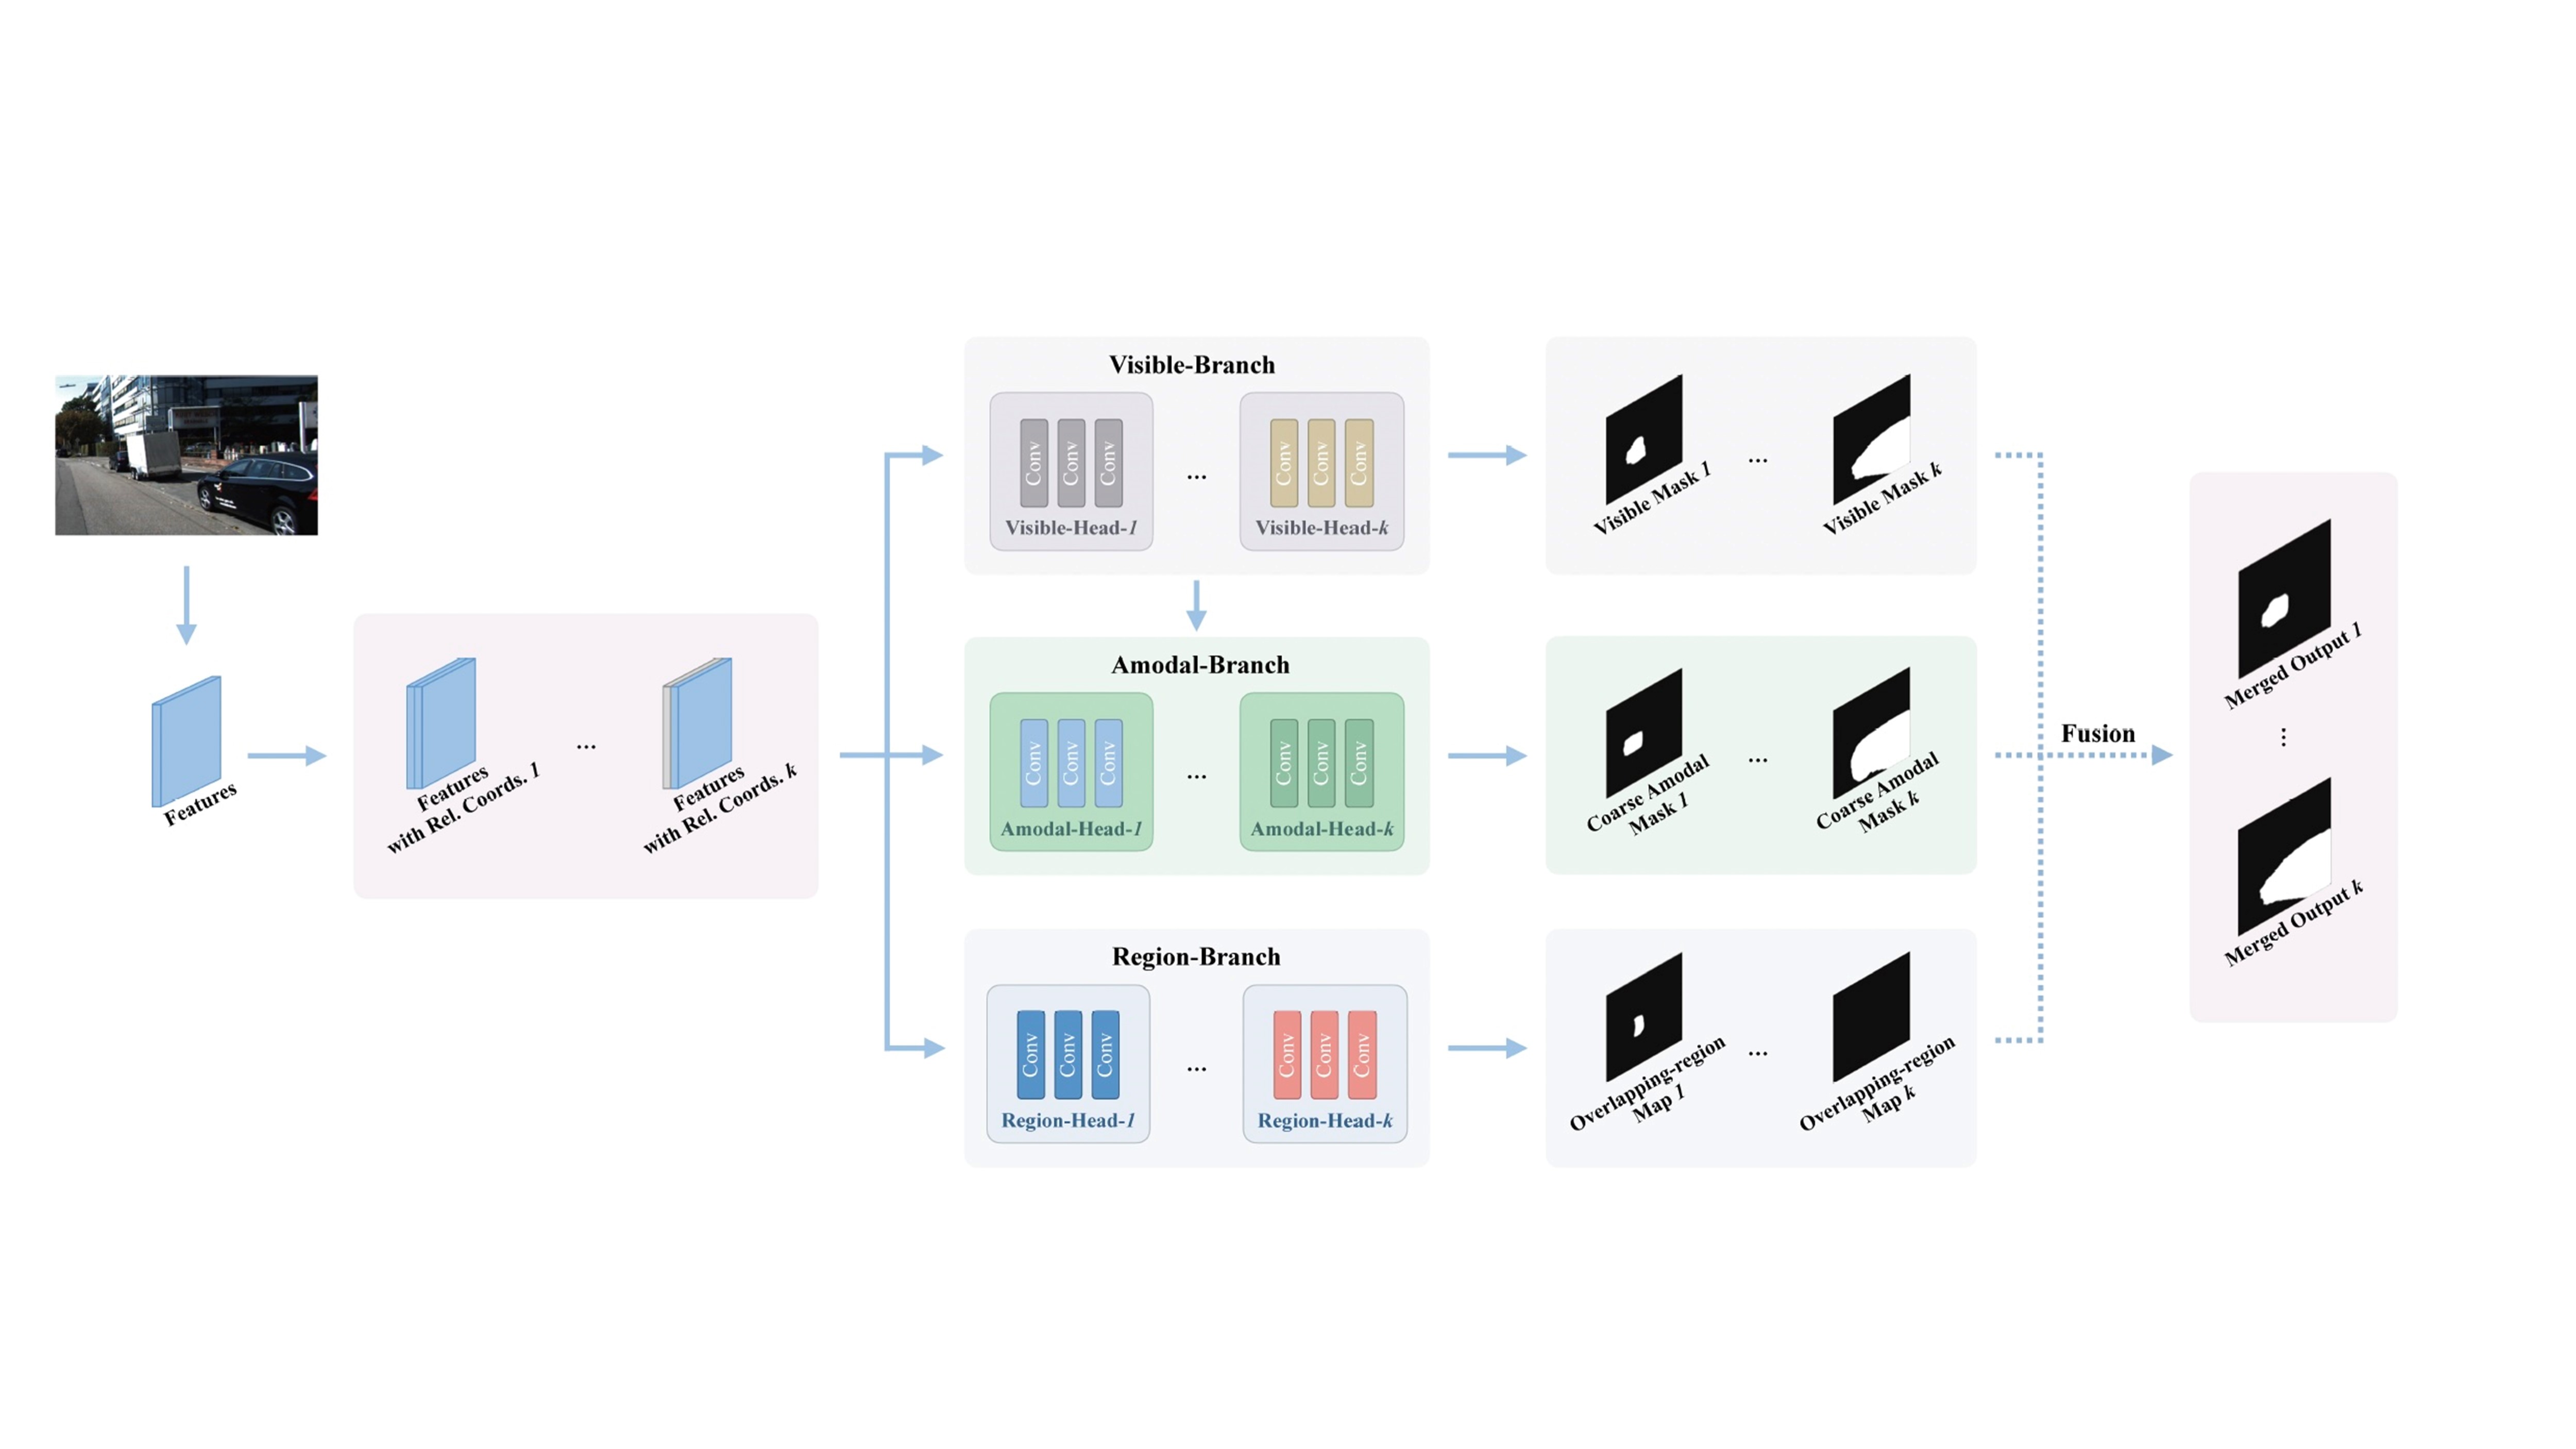 Features
Features
with Rel. Coords. 1
...
Features
with Rel. Coords. k
Visible-Branch
Conv
Conv
Conv
Visible-Head-1
...
Conv
Conv
Conv
Visible-Head-k
Amodal-Branch
Conv
Conv
Conv
Amodal-Head-1
...
Conv
Conv
Conv
Amodal-Head-k
Region-Branch
Conv
Conv
Conv
Region-Head-1
...
Conv
Conv
Conv
Region-Head-k
Visible Mask 1
...
Visible Mask k
Coarse Amodal
Mask 1
...
Coarse Amodal
Mask k
Overlapping-region
Map 1
...
Overlapping-region
Map k
Fusion
Merged Output 1
...
Merged Output k